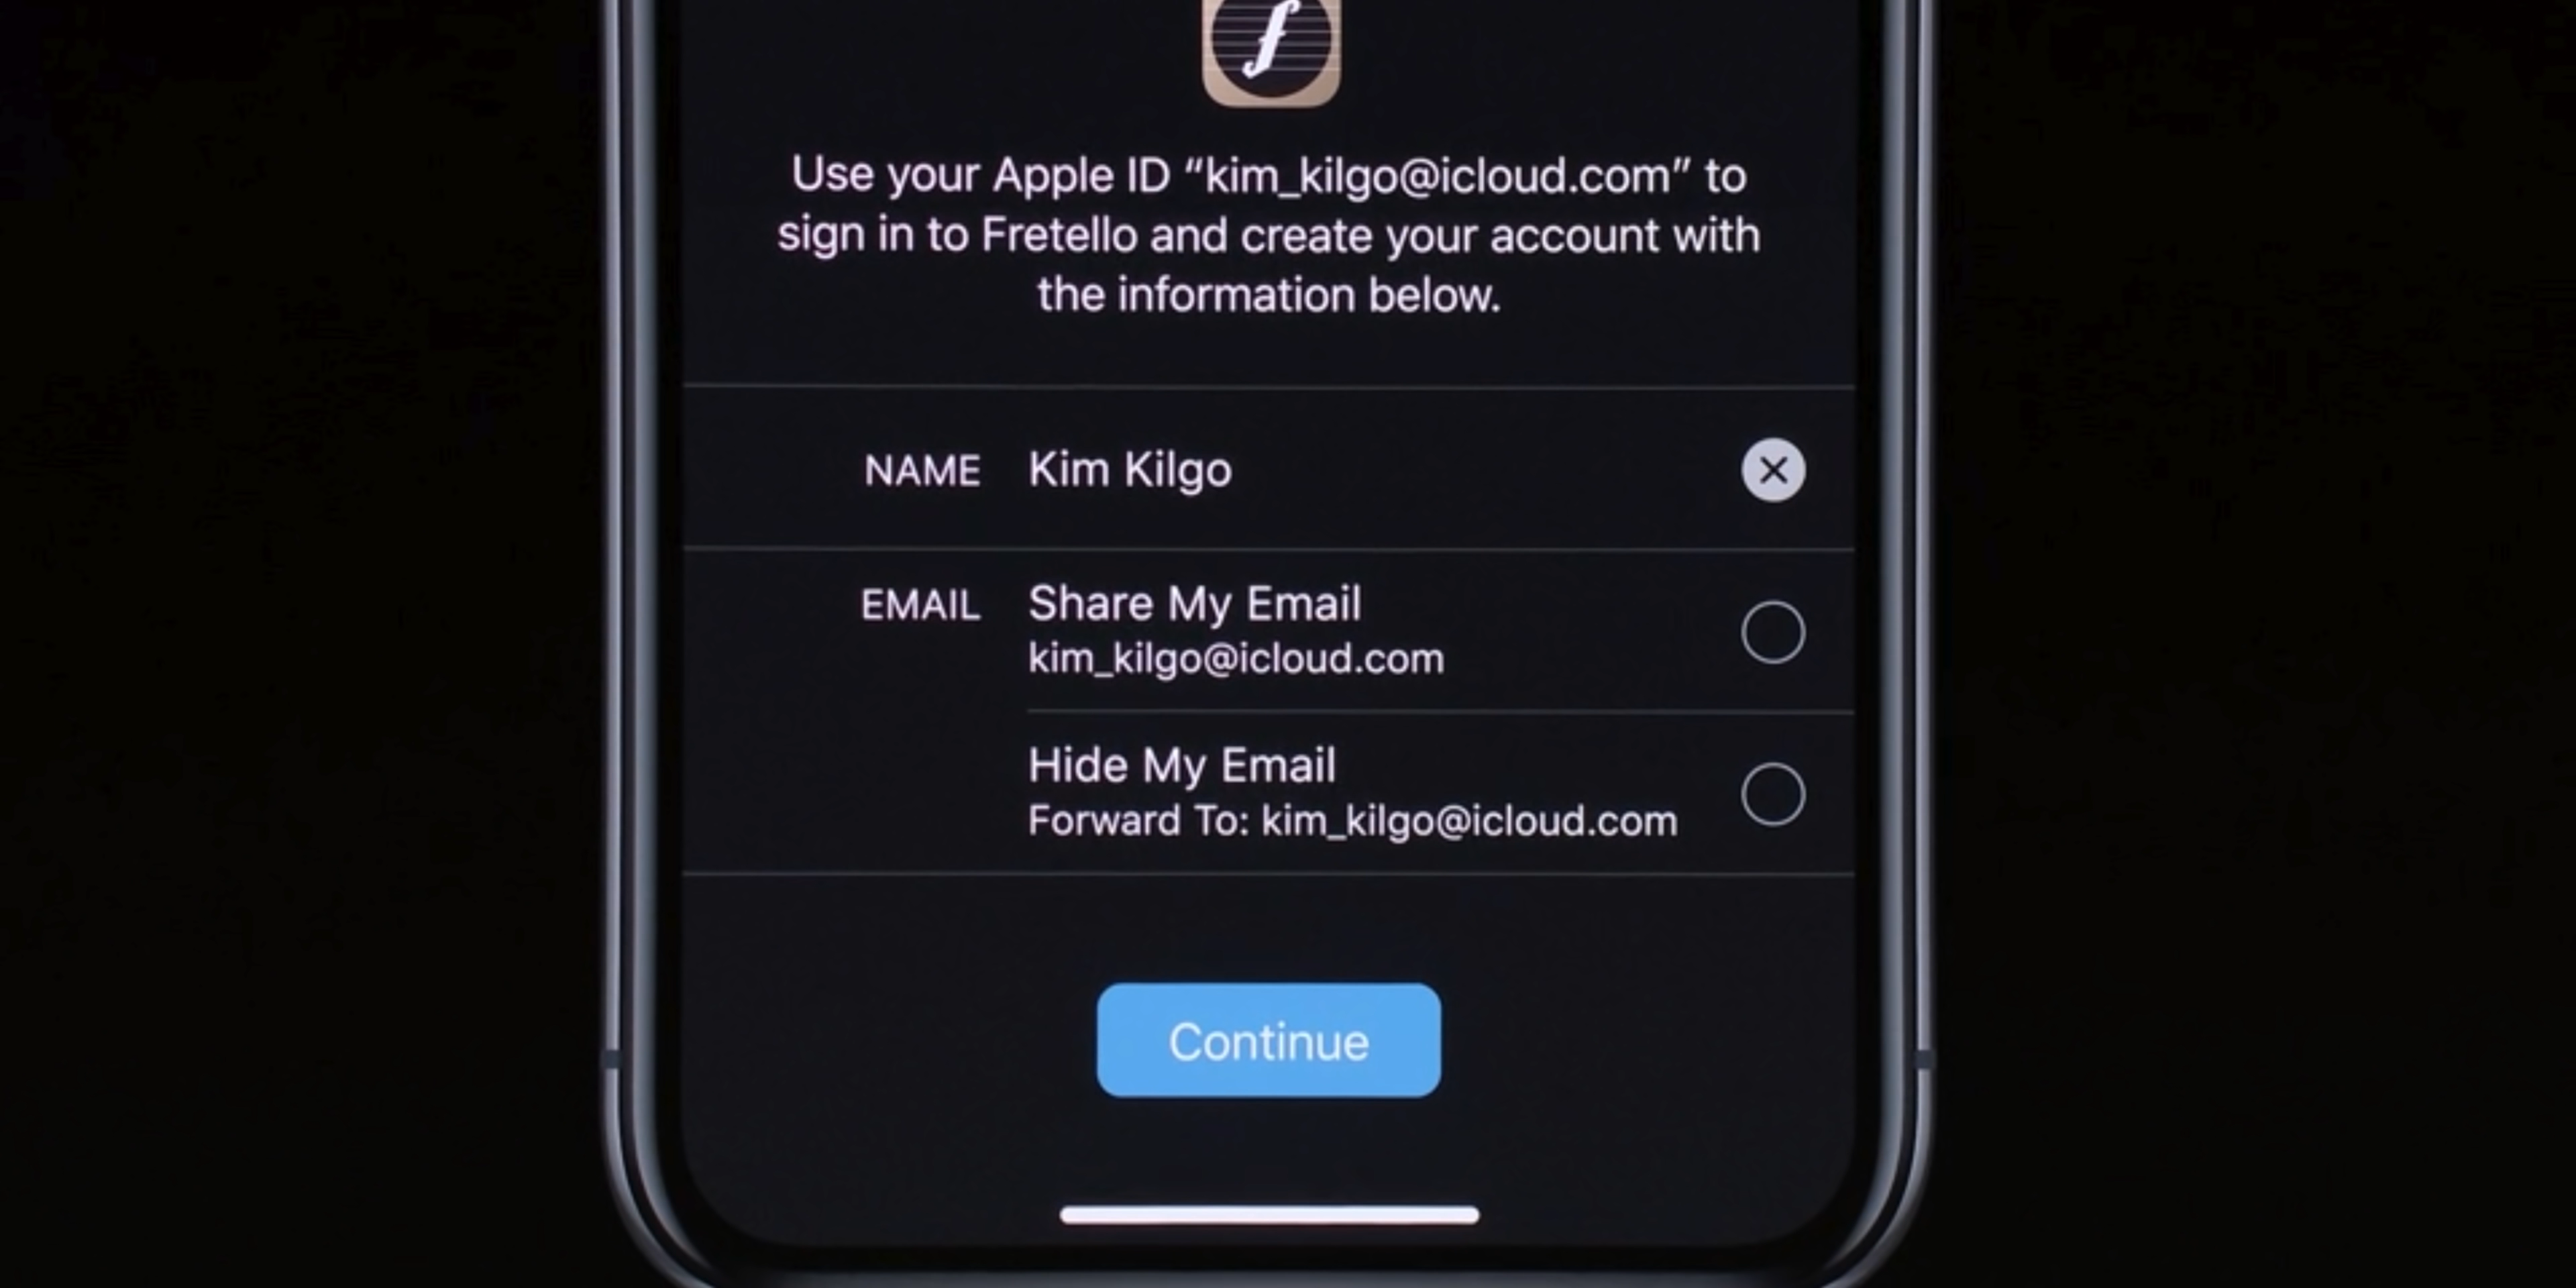 Use your Apple ID “kim_kilgo@icloud.com” to
sign in to Fretello and create your account with
the information below.
NAME Kim Kilgo
EMAIL Share My Email
kim_kilgo@icloud.com
Hide My Email
Forward To: kim_kilgo@icloud.com
Continue